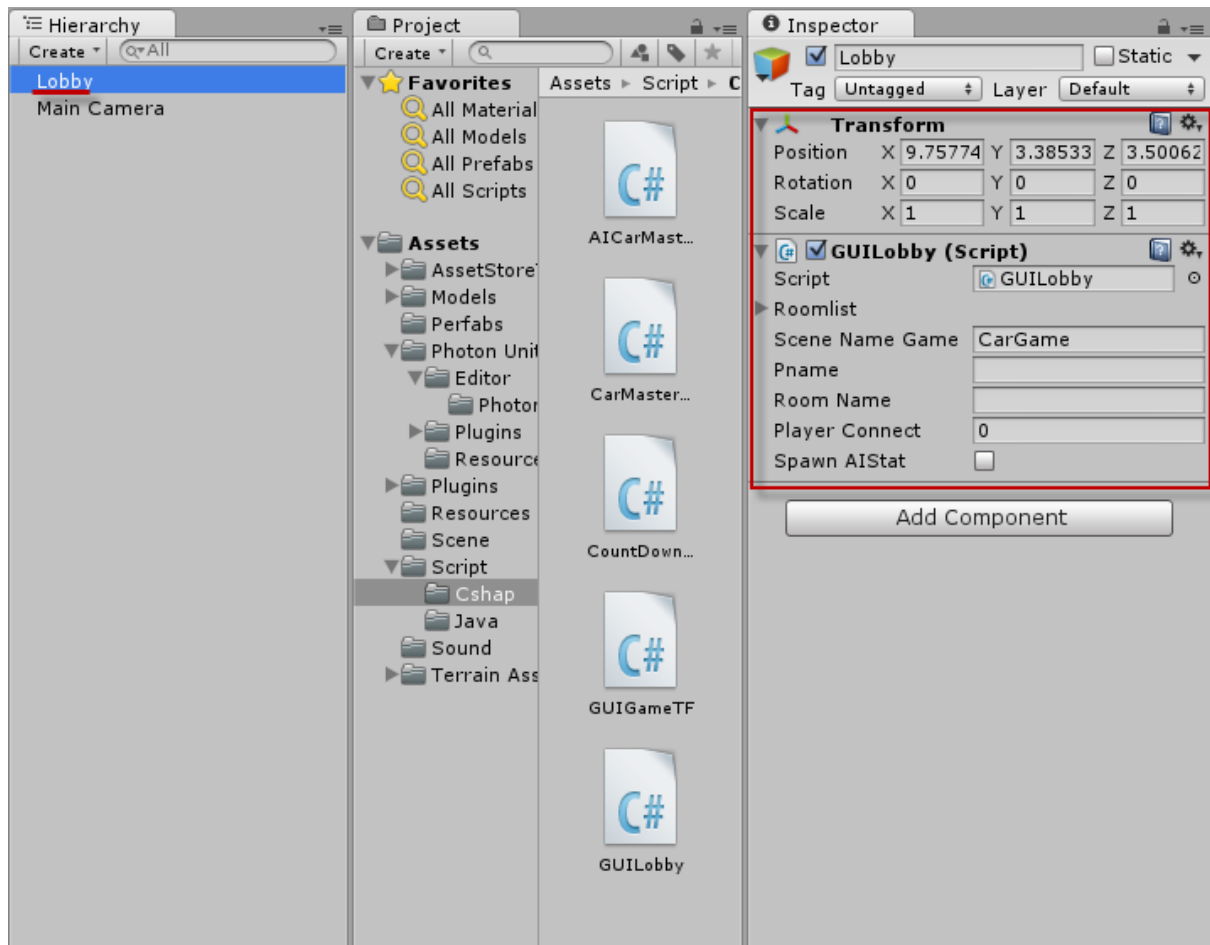 Hierarchy
Create
All
Lobby
Main Camera
Project
Create
Favorites
All Material
All Models
All Prefabs
All Scripts
Assets
AssetStore
Models
Perfabs
Photon Unit
Editor
Photon
Plugins
Resource
Plugins
Resources
Scene
Script
Cshap
Java
Sound
Terrain Ass
Assets ▸ Script ▸ C
C#
AICarMast...
C#
CarMaster...
C#
CountDown...
C#
GUIGameTF
C#
GUILobby
Inspector
Lobby Static
Tag Untagged Layer Default
Transform
Position X 9.75774 Y 3.38533 Z 3.50062
Rotation X 0 Y 0 Z 0
Scale X 1 Y 1 Z 1
GUILobby (Script)
Script GUILobby
Roomlist
Scene Name Game CarGame
Pname
Room Name
Player Connect 0
Spawn AIStat
Add Component